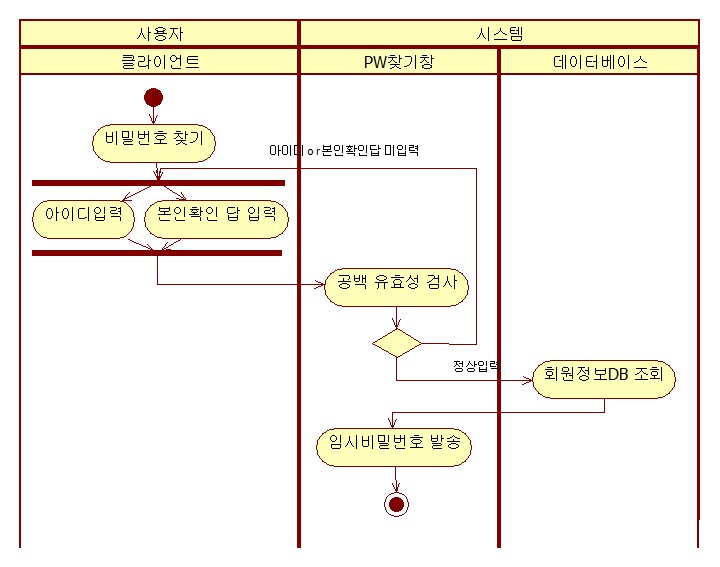 사용자
시스템
클라이언트
PW찾기창
데이터베이스
비밀번호 찾기
아이디 or본인확인답 미입력
아이디입력
본인확인 답 입력
공백 유효성 검사
정상입력
회원정보DB 조회
임시비밀번호 발송